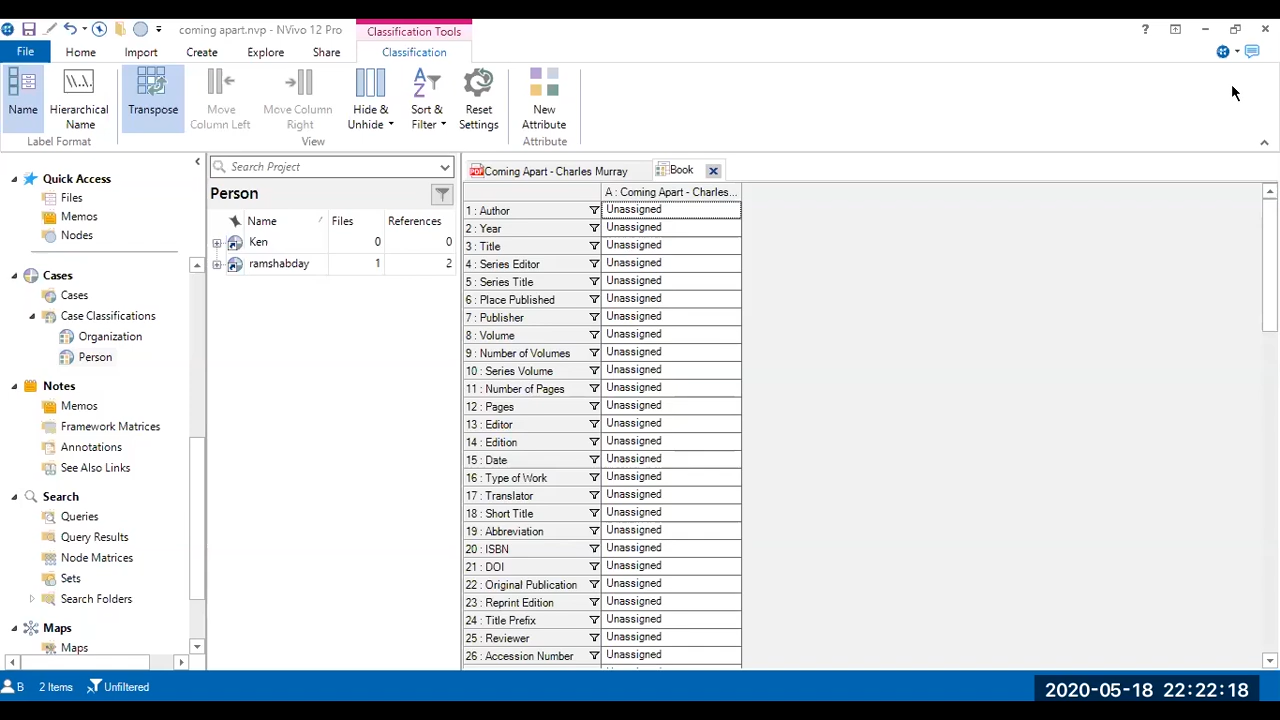 coming apart.nvp - NVivo 12 Pro
Classification Tools
?
File
Home
Import
Create
Explore
Share
Classification
Name
Hierarchical
Name
Transpose
Move
Column Left
Move Column
Right
Hide &
Unhide
Sort &
Filter
Reset
Settings
New
Attribute
Label Format
View
Attribute
Quick Access
Files
Memos
Nodes
Cases
Cases
Case Classifications
Organization
Person
Notes
Memos
Framework Matrices
Annotations
See Also Links
Search
Queries
Query Results
Node Matrices
Sets
Search Folders
Maps
Maps
Search Project
Person
Name Files References
Ken 0 0
ramshabday 1 2
Coming Apart - Charles Murray
Book
A : Coming Apart - Charles...
1 : Author Unassigned
2 : Year Unassigned
3 : Title Unassigned
4 : Series Editor Unassigned
5 : Series Title Unassigned
6 : Place Published Unassigned
7 : Publisher Unassigned
8 : Volume Unassigned
9 : Number of Volumes Unassigned
10 : Series Volume Unassigned
11 : Number of Pages Unassigned
12 : Pages Unassigned
13 : Editor Unassigned
14 : Edition Unassigned
15 : Date Unassigned
16 : Type of Work Unassigned
17 : Translator Unassigned
18 : Short Title Unassigned
19 : Abbreviation Unassigned
20 : ISBN Unassigned
21 : DOI Unassigned
22 : Original Publication Unassigned
23 : Reprint Edition Unassigned
24 : Title Prefix Unassigned
25 : Reviewer Unassigned
26 : Accession Number Unassigned
B 2 Items Unfiltered
2020-05-18 22:22:18